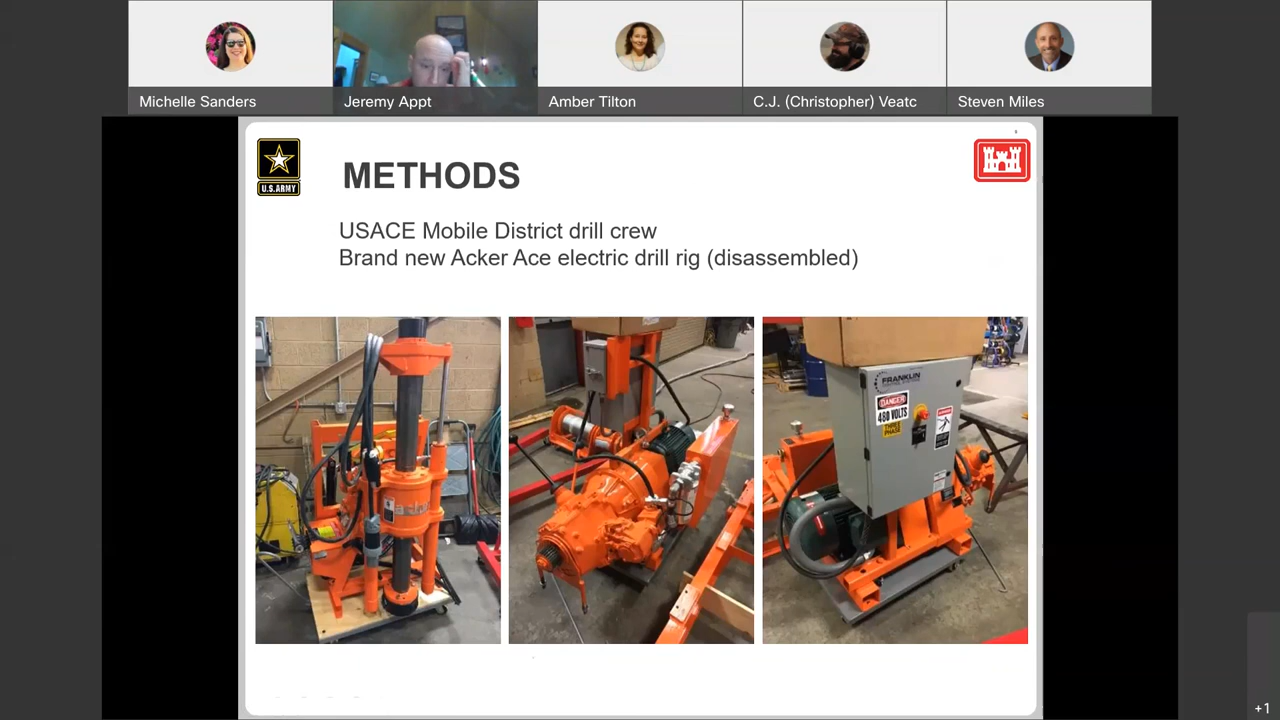 Michelle Sanders
Jeremy Appt
Amber Tilton
C.J. (Christopher) Veatc
Steven Miles
U.S.ARMY
METHODS
USACE Mobile District drill crew
Brand new Acker Ace electric drill rig (disassembled)
FRANKLIN
DANGER
480 VOLTS
+1